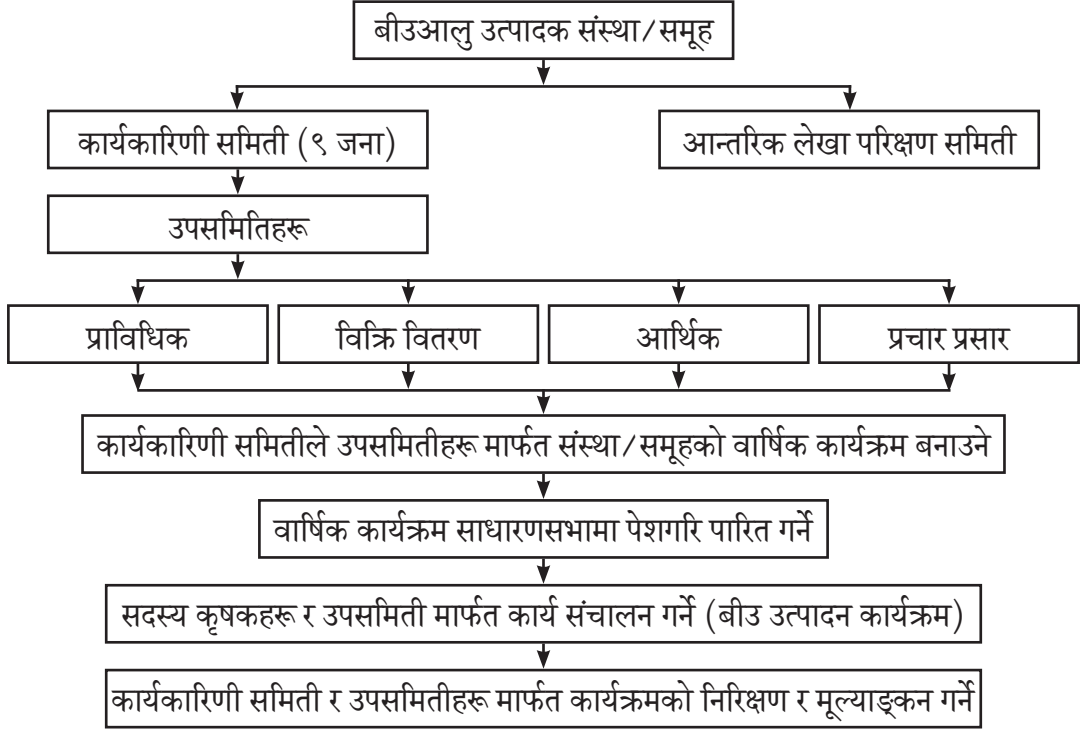 बीउआलु उत्पादक संस्था/समूह
कार्यकारिणी समिती (९ जना)
आन्तरिक लेखा परिक्षण समिती
उपसमितिहरू
प्राविधिक
विक्रि वितरण
आर्थिक
प्रचार प्रसार
कार्यकारिणी समितीले उपसमितीहरू मार्फत संस्था/समूहको वार्षिक कार्यक्रम बनाउने
वार्षिक कार्यक्रम साधारणसभामा पेशगरि पारित गर्ने
सदस्य कृषकहरू र उपसमिती मार्फत कार्य संचालन गर्ने (बीउ उत्पादन कार्यक्रम)
कार्यकारिणी समिती र उपसमितीहरू मार्फत कार्यक्रमको निरिक्षण र मूल्याङ्कन गर्ने